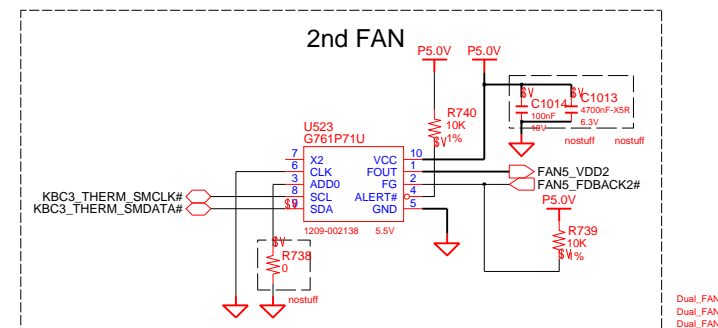 2nd FAN
P5.0V P5.0V
$V $V
C1014 C1013
100nF 4700nF-X5R
10V 6.3V
nostuff nostuff
$V
R740
10K
$V 1%
U523
G761P71U
7 X2 VCC 10
6 CLK FOUT 1
3 ADD0 FG 2
8 SCL ALERT# 4
9 SDA GND 5
KBC3_THERM_SMCLK#
KBC3_THERM_SMDATA#
FAN5_VDD2
FAN5_FDBACK2#
1209-002138 5.5V
P5.0V
R739
10K
$V 1%
$V
R738
0
nostuff
Dual_FAN
Dual_FAN
Dual_FAN